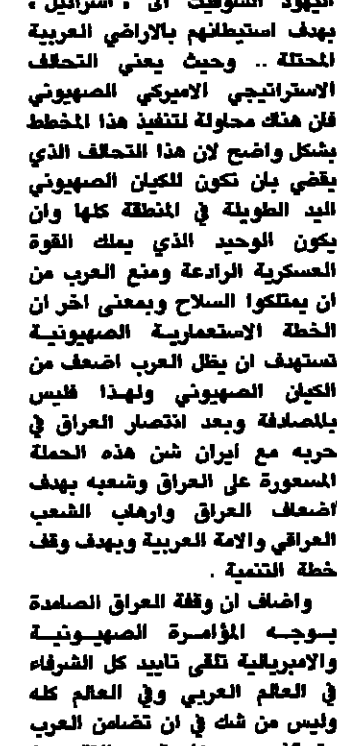 اليهود السوفيت الى « اسرائيل »
بهدف استيطانهم بالاراضي العربية
المحتلة .. وحيث يعني التحالف
الاستراتيجي الاميركي الصهيوني
فان هناك محاولة لتنفيذ هذا المخطط
بشكل واضح لان هذا التحالف الذي
يقضي بان تكون للكيان الصهيوني
اليد الطويلة في المنطقة كلها وان
يكون الوحيد الذي يملك القوة
العسكرية الرادعة ومنع العرب من
ان يمتلكوا السلاح وبمعنى اخر ان
الخطة الاستعمارية الصهيونية
تستهدف ان يظل العرب اضعف من
الكيان الصهيوني ولهذا فليس
بالمصادفة وبعد انتصار العراق في
حربه مع ايران شن هذه الحملة
المسعورة على العراق وشعبه بهدف
اضعاف العراق وارهاب الشعب
العراقي والامة العربية وبهدف وقف
خطة التنمية .
واضاف ان وقفة العراق الصامدة
بوجه المؤامرة الصهيونية
والامبريالية تلقى تاييد كل الشرفاء
في العالم العربي وفي العالم كله
وليس من شك في ان تضامن العرب